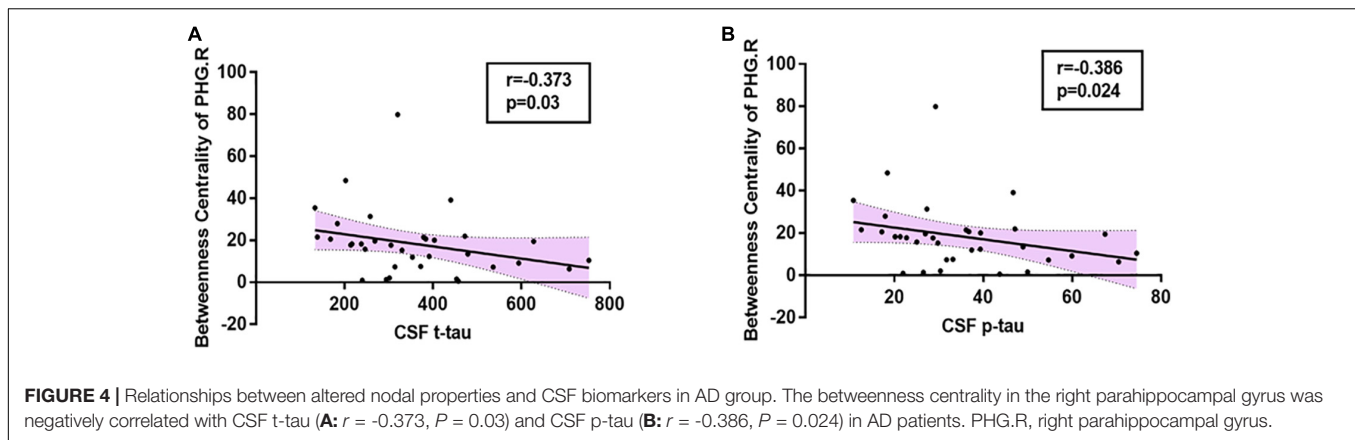 A
Betweenness Centrality of PHG.R
100
80
60
40
20
0
-20
200
400
600
800
CSF t-tau
r=-0.373
p=0.03
B
Betweenness Centrality of PHG.R
100
80
60
40
20
0
-20
20
40
60
80
CSF p-tau
r=-0.386
p=0.024
FIGURE 4 | Relationships between altered nodal properties and CSF biomarkers in AD group. The betweenness centrality in the right parahippocampal gyrus was
negatively correlated with CSF t-tau (A: r = -0.373, P = 0.03) and CSF p-tau (B: r = -0.386, P = 0.024) in AD patients. PHG.R, right parahippocampal gyrus.